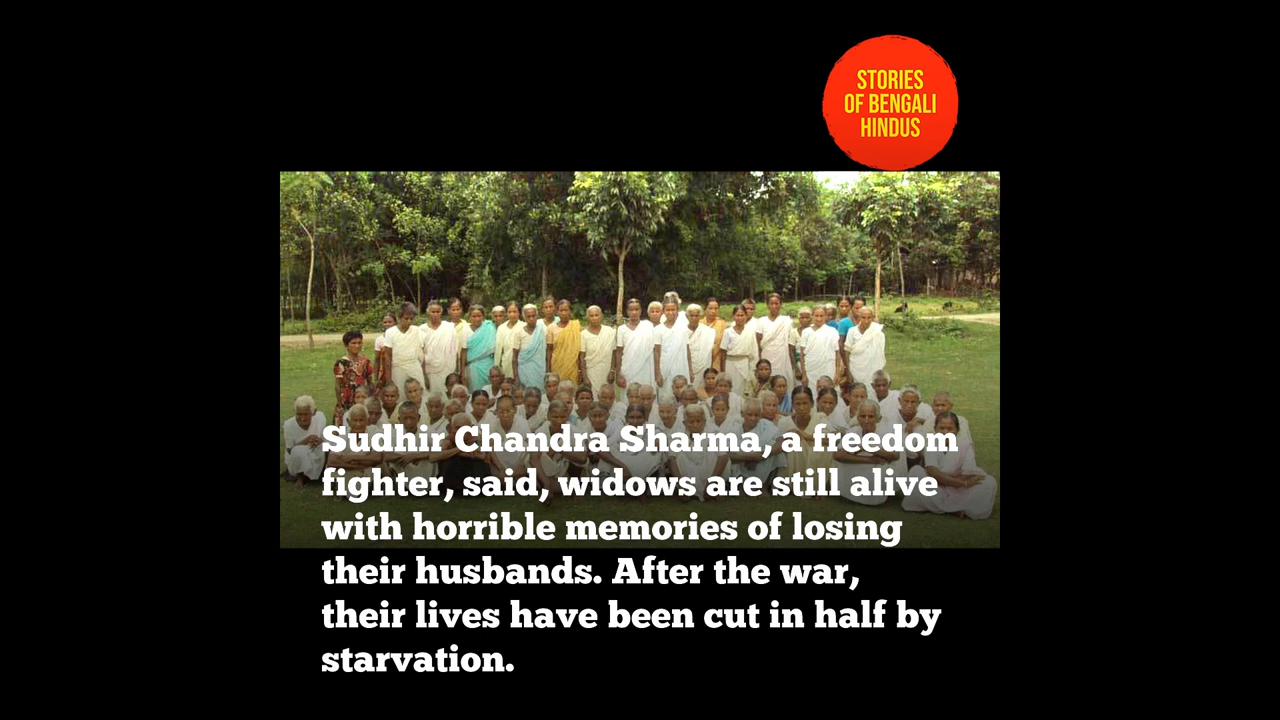 STORIES
OF BENGALI
HINDUS
Sudhir Chandra Sharma, a freedom
fighter, said, widows are still alive
with horrible memories of losing
their husbands. After the war,
their lives have been cut in half by
starvation.